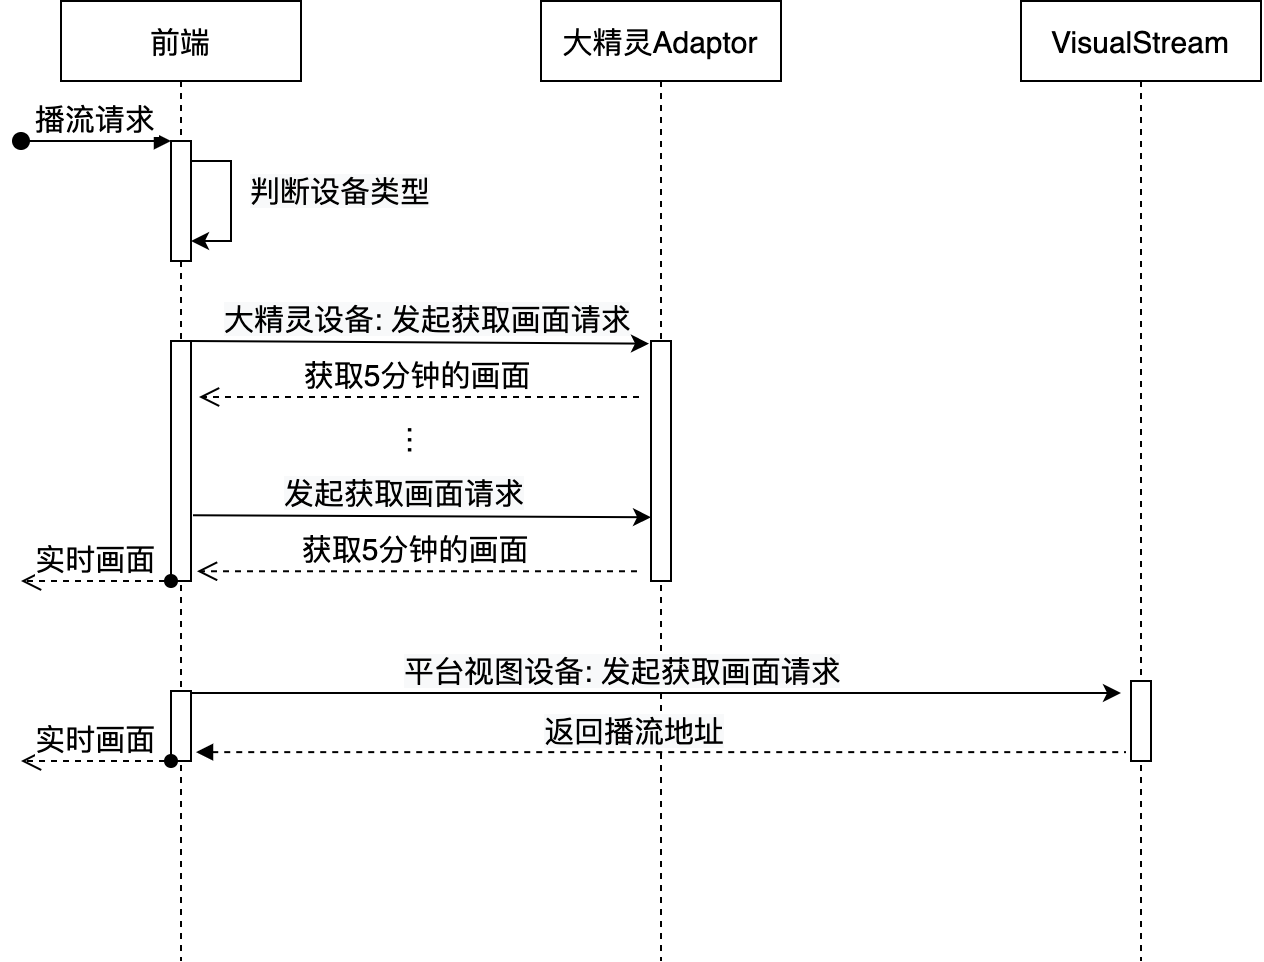 前端
大精灵Adaptor
VisualStream
播流请求
判断设备类型
大精灵设备: 发起获取画面请求
获取5分钟的画面
...
发起获取画面请求
获取5分钟的画面
实时画面
平台视图设备: 发起获取画面请求
返回播流地址
实时画面